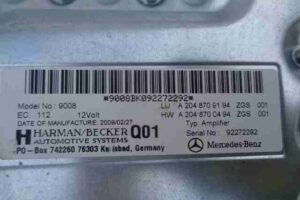 *9008BK092272292*
Model No : 9008 LU A 204 870 91 94 ZGS 001
EC: 112 12Volt HW A 204 870 04 94 ZGS 001
DATE OF MANUFACTURE: 2009/02/27 Typ: Amplifier
HARMAN/BECKER Q01 Serial No : 92272292
AUTOMOTIVE SYSTEMS Mercedes-Benz
PO - Box 742260 76303 Karlsbad, Germany